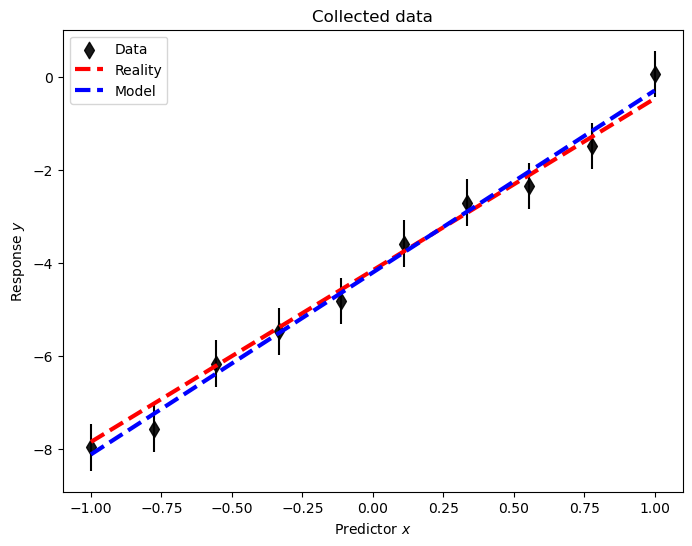 Collected data
Data
Reality
Model
0
−2
−4
−6
−8
Response y
−1.00 −0.75 −0.50 −0.25 0.00 0.25 0.50 0.75 1.00
Predictor x